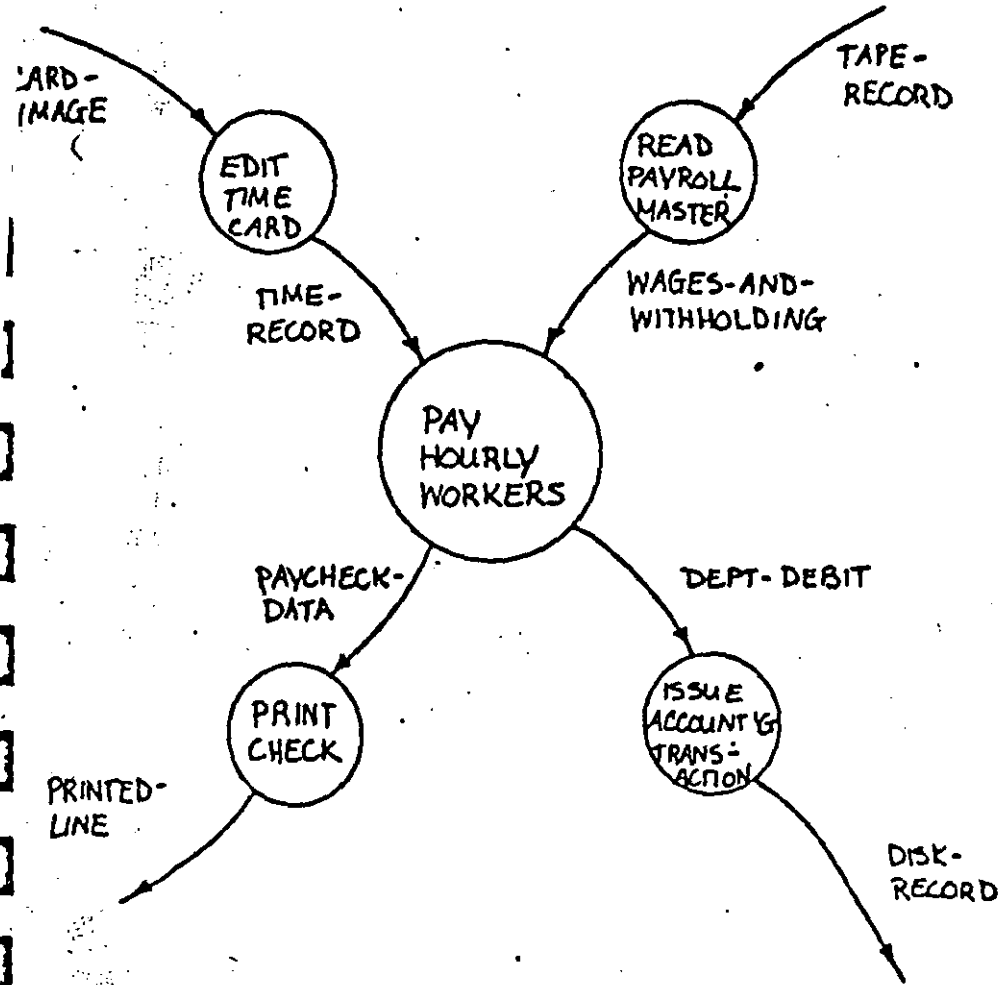 TAPE-
RECORD
ARD-
IMAGE
EDIT
TIME
CARD
READ
PAYROLL
MASTER
TIME-
RECORD
WAGES-AND-
WITHHOLDING
PAY
HOURLY
WORKERS
PAYCHECK-
DATA
DEPT-DEBIT
PRINT
CHECK
ISSUE
ACCOUNT'G
TRANS-
ACTION
PRINTED-
LINE
DISK-
RECORD